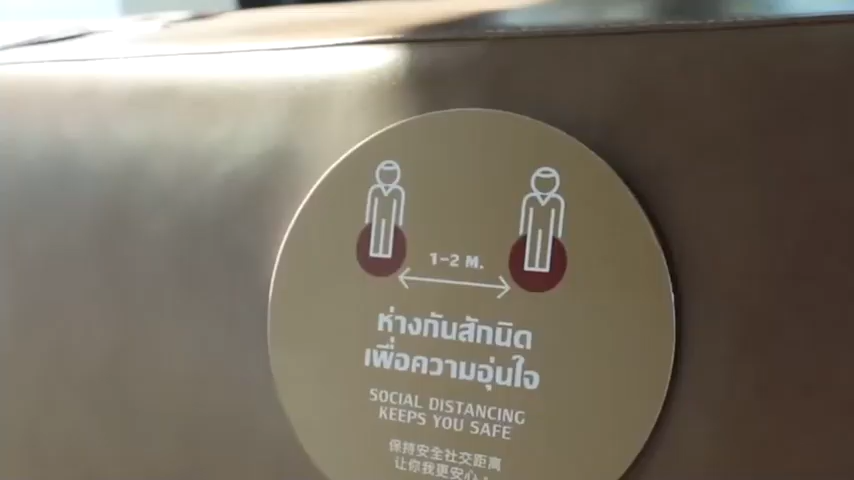 1-2 ม.
ห่างกันสักนิด
เพื่อความอุ่นใจ
SOCIAL DISTANCING
KEEPS YOU SAFE
保持安全社交距离
让你我更安心！